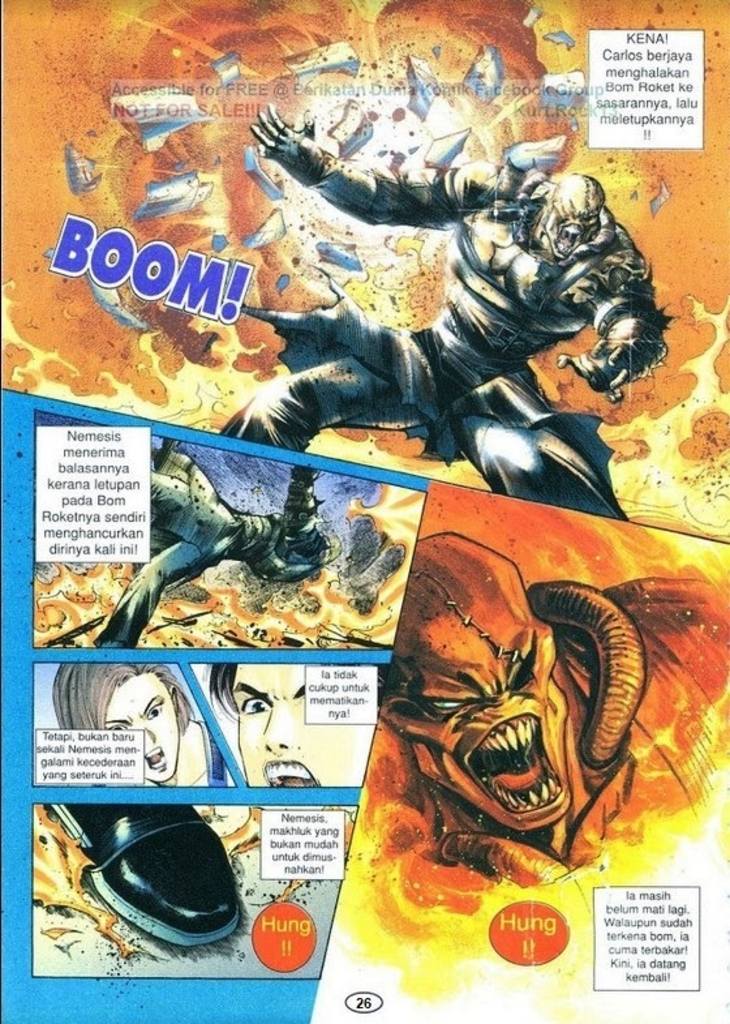 KENA!
Carlos berjaya
menghalakan
Bom Roket ke
sasarannya, lalu
meletupkannya
!!
Accessible for FREE @ Berikatan Dunia Komik Facebook Group
NOT FOR SALE!!!
BOOM!
Nemesis
menerima
balasannya
kerana letupan
pada Bom
Roketnya sendiri
menghancurkan
dirinya kali ini!
Tetapi, bukan baru
sekali Nemesis men-
galami kecederaan
yang seteruk ini....
Ia tidak
cukup untuk
mematikan-
nya!
Nemesis,
makhluk yang
bukan mudah
untuk dimus-
nahkan!
Hung
!!
Hung
!!
Ia masih
belum mati lagi.
Walaupun sudah
terkena bom, ia
cuma terbakar!
Kini, ia datang
kembali!
26